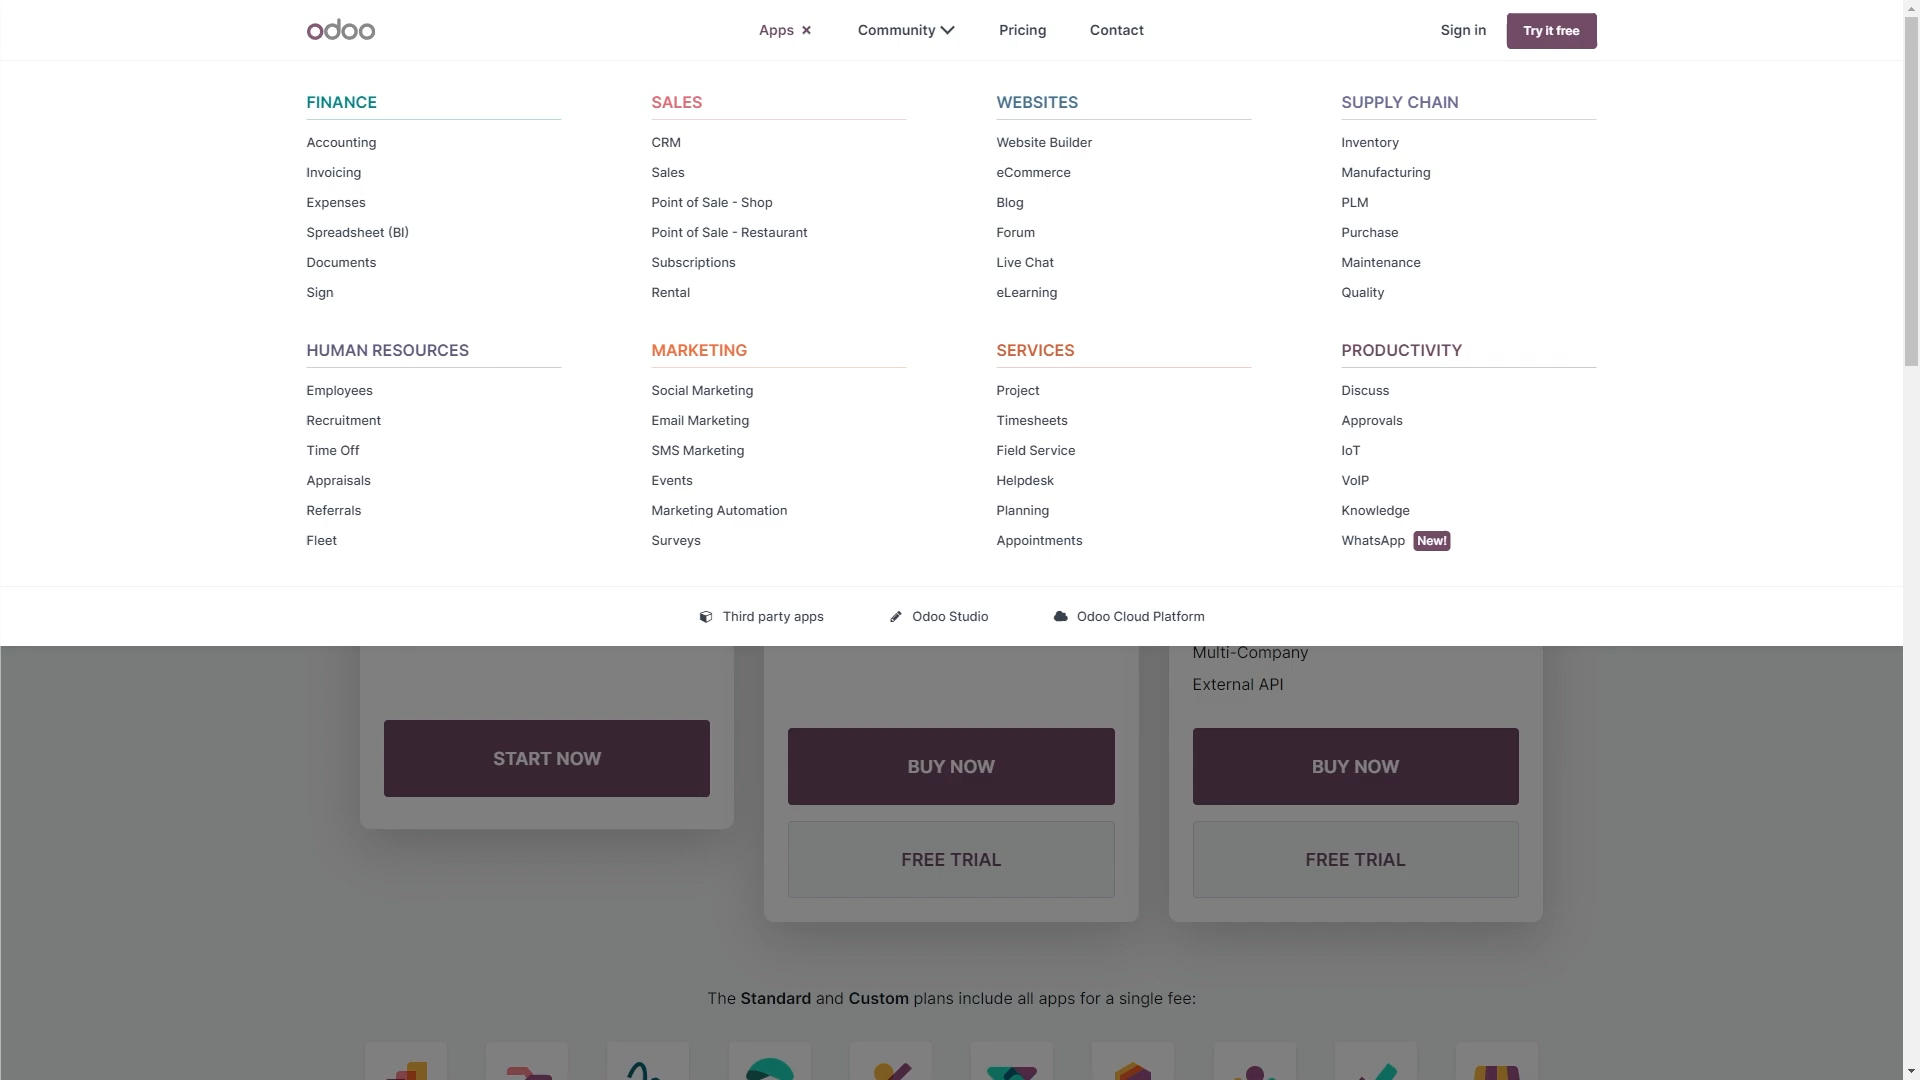 odoo
Apps
Community
Pricing
Contact
Sign in
Try it free
FINANCE
Accounting
Invoicing
Expenses
Spreadsheet (BI)
Documents
Sign
SALES
CRM
Sales
Point of Sale - Shop
Point of Sale - Restaurant
Subscriptions
Rental
WEBSITES
Website Builder
eCommerce
Blog
Forum
Live Chat
eLearning
SUPPLY CHAIN
Inventory
Manufacturing
PLM
Purchase
Maintenance
Quality
HUMAN RESOURCES
Employees
Recruitment
Time Off
Appraisals
Referrals
Fleet
MARKETING
Social Marketing
Email Marketing
SMS Marketing
Events
Marketing Automation
Surveys
SERVICES
Project
Timesheets
Field Service
Helpdesk
Planning
Appointments
PRODUCTIVITY
Discuss
Approvals
IoT
VoIP
Knowledge
WhatsApp New!
Third party apps
Odoo Studio
Odoo Cloud Platform
Multi-Company
External API
START NOW
BUY NOW
FREE TRIAL
BUY NOW
FREE TRIAL
The Standard and Custom plans include all apps for a single fee: